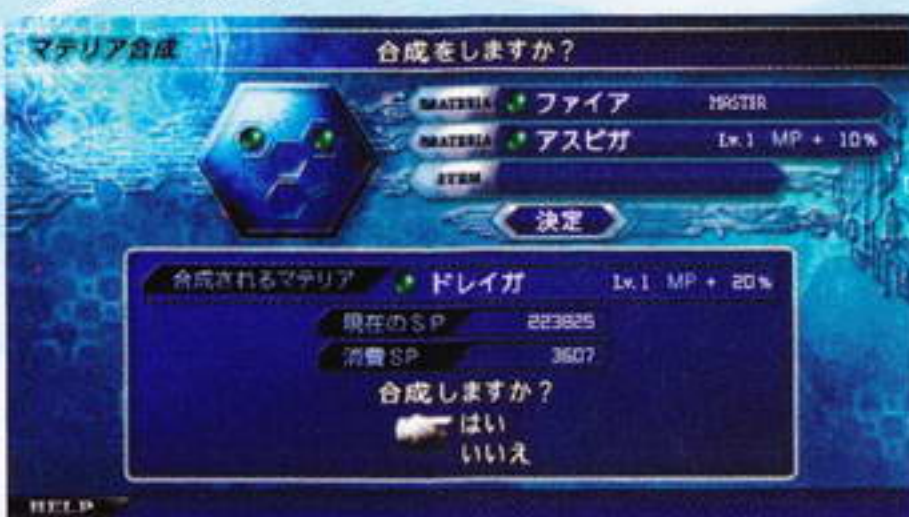 マテリア合成
合成をしますか?
MATERIA ファイア MASTER
MATERIA アスピガ Lv.1 MP + 10%
ITEM
決定
合成されるマテリア ドレイガ Lv.1 MP + 20%
現在のSP 223825
消費SP 3607
合成しますか?
はい
いいえ
HELP